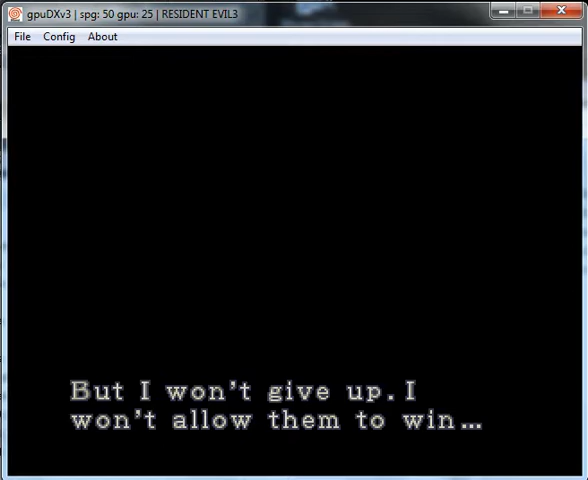 gpuDXv3 | spg: 50 gpu: 25 | RESIDENT EVIL3
File Config About
But I won't give up. I
won't allow them to win...